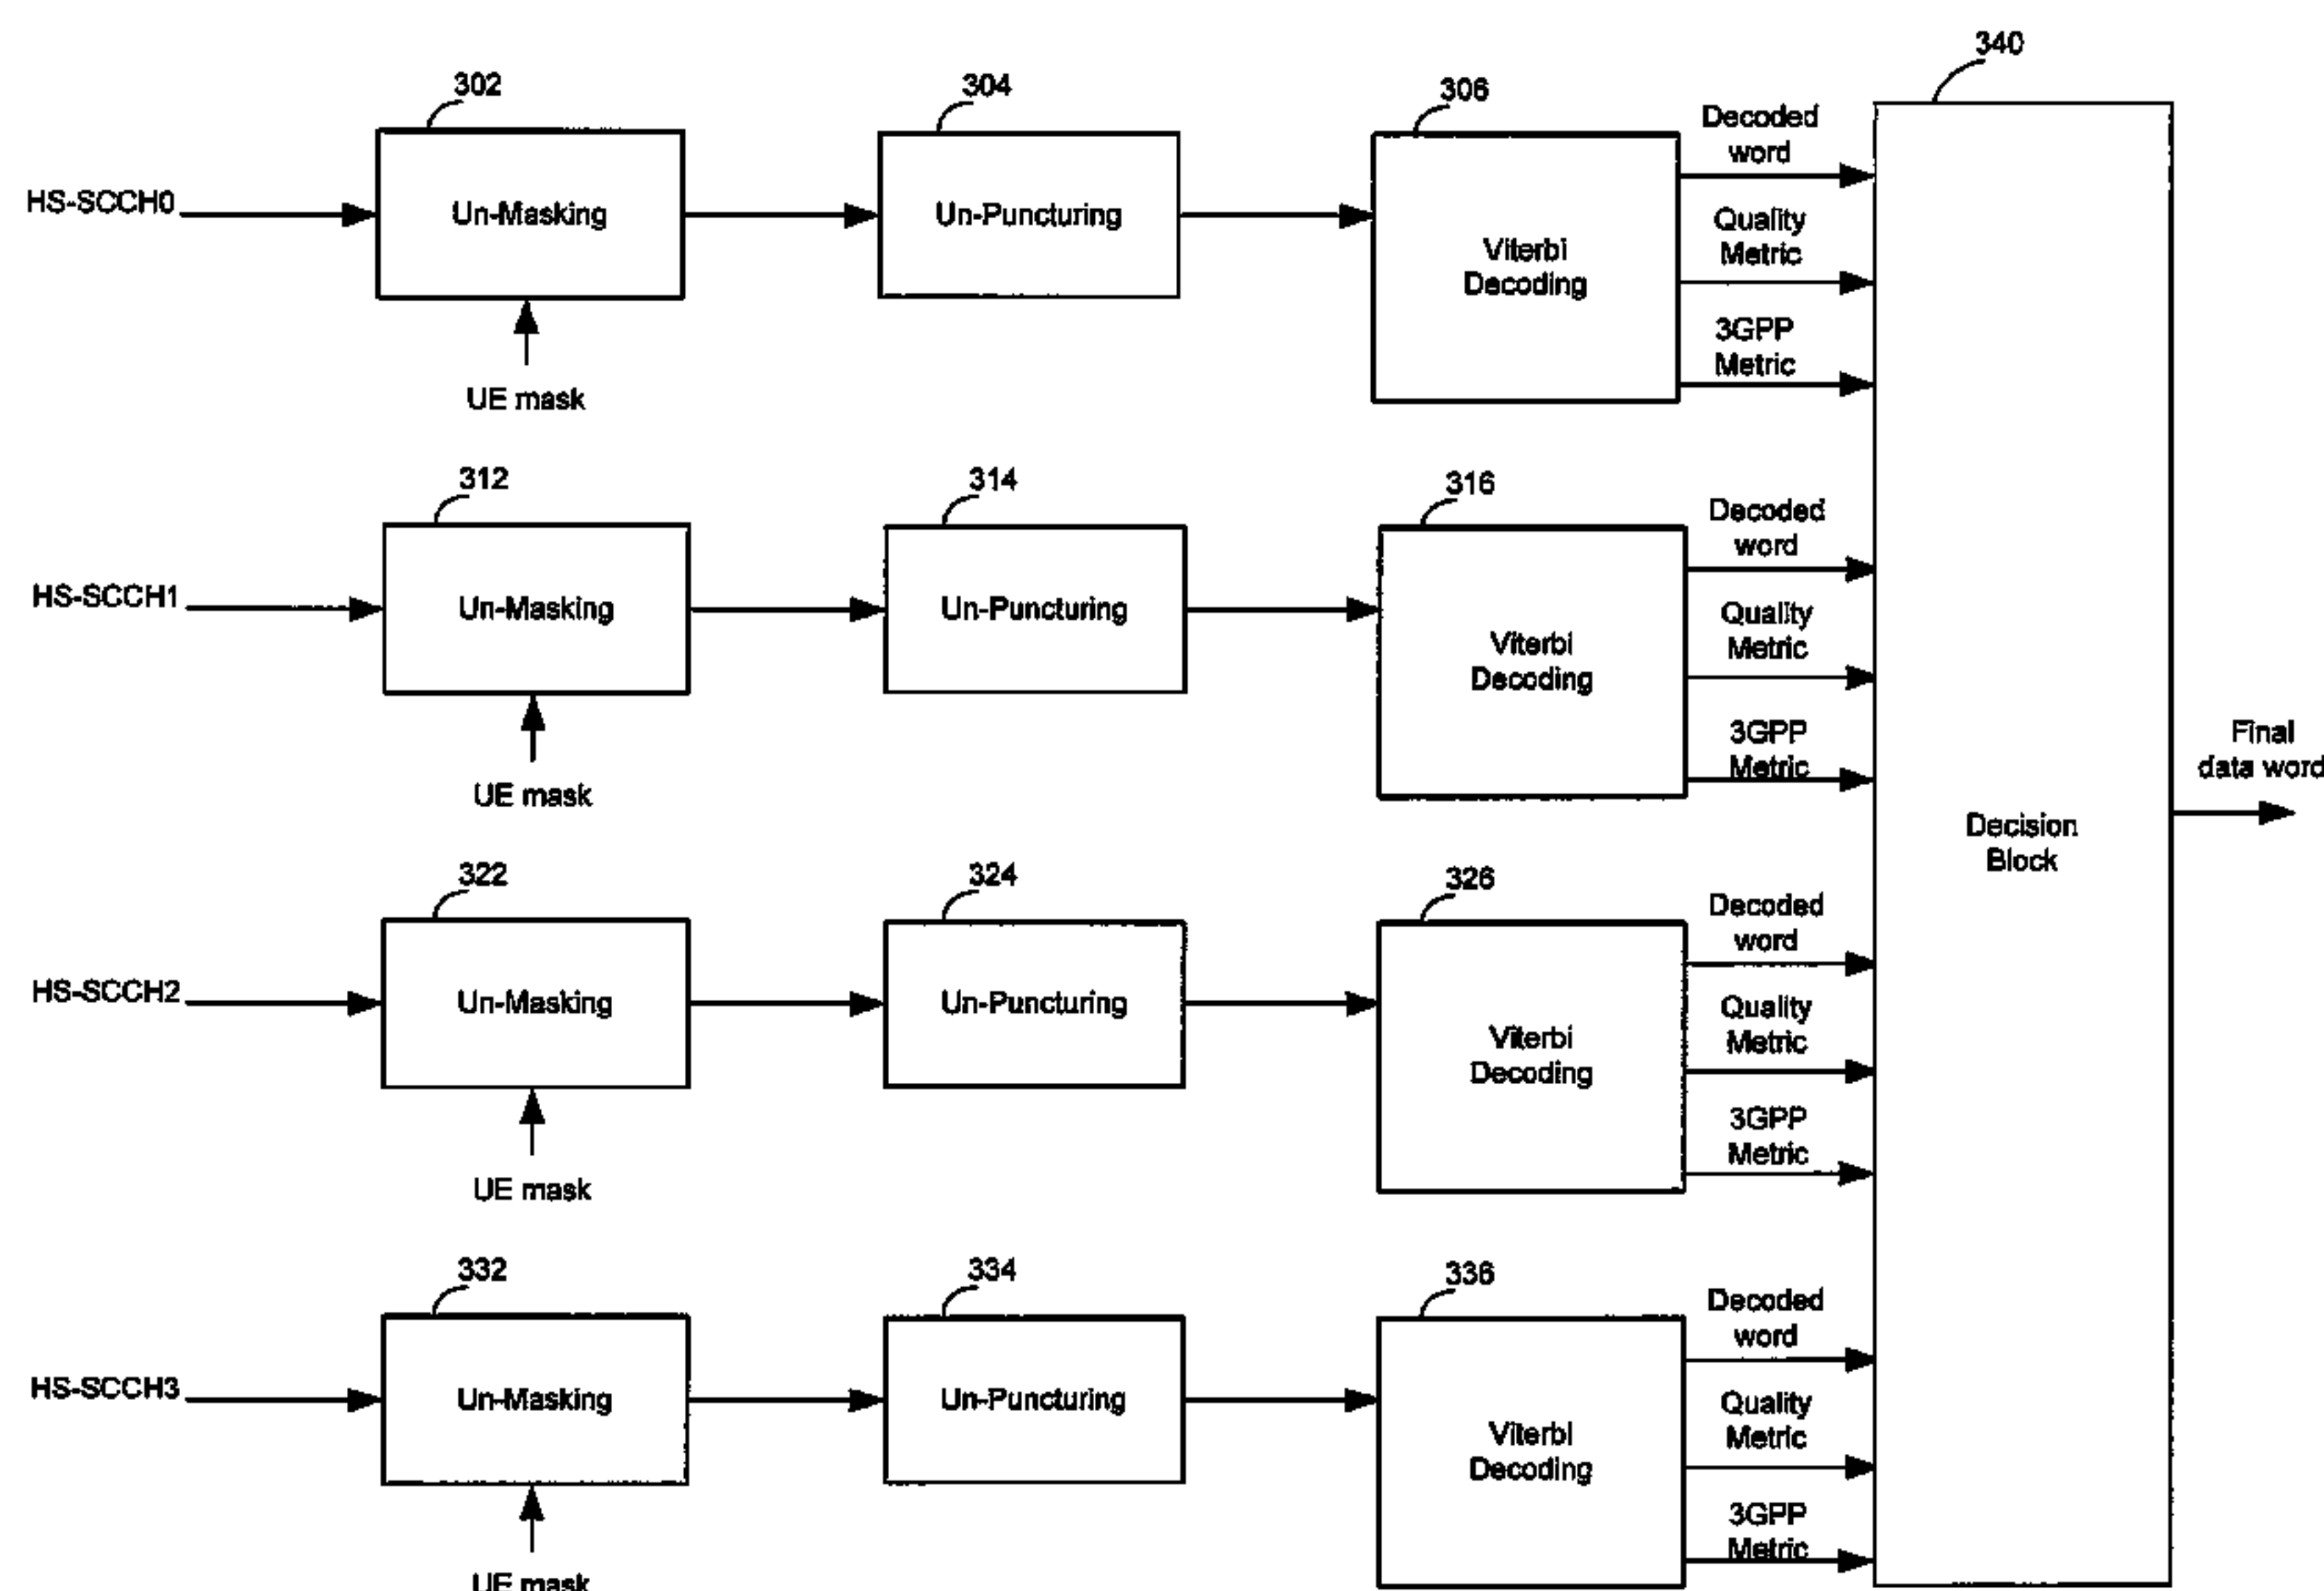 340
302
304
306
Decoded
word
HS-SCCH0
Un-Masking
Un-Puncturing
Quality
Metric
Viterbi
Decoding
3GPP
Metric
UE mask
312
314
316
Decoded
word
HS-SCCH1
Un-Masking
Un-Puncturing
Quality
Metric
Viterbi
Decoding
3GPP
Metric
UE mask
Final
data word
Decision
Block
322
324
326
Decoded
word
HS-SCCH2
Un-Masking
Un-Puncturing
Quality
Metric
Viterbi
Decoding
3GPP
Metric
UE mask
332
334
336
Decoded
word
HS-SCCH3
Un-Masking
Un-Puncturing
Quality
Metric
Viterbi
Decoding
3GPP
Metric
UE mask